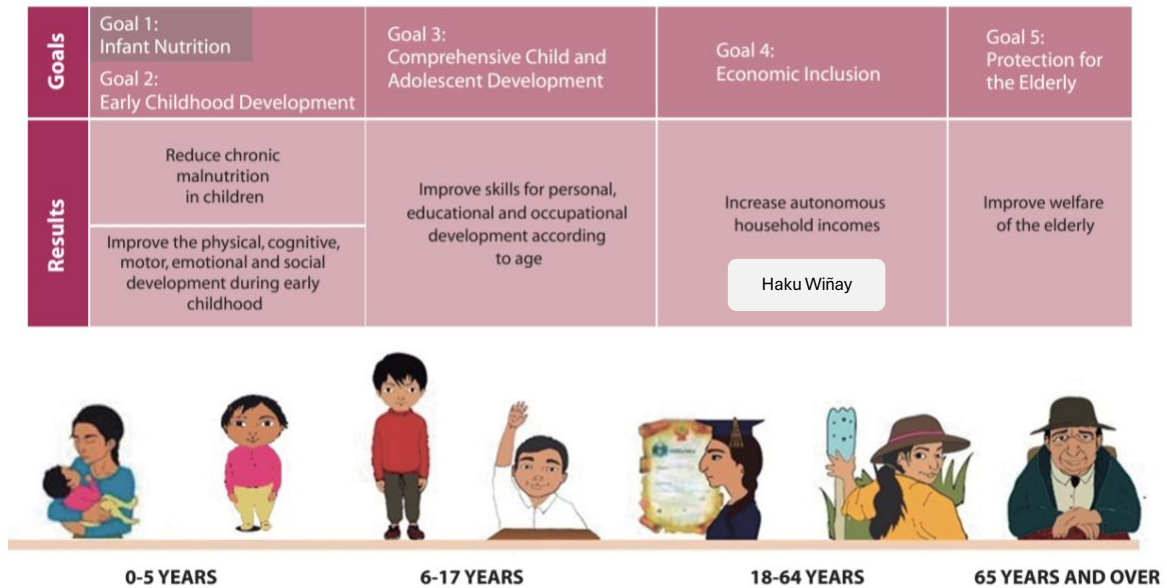 Goals
Goal 1:
Infant Nutrition
Goal 2:
Early Childhood Development
Goal 3:
Comprehensive Child and
Adolescent Development
Goal 4:
Economic Inclusion
Goal 5:
Protection for
the Elderly
Results
Reduce chronic
malnutrition
in children
Improve the physical, cognitive,
motor, emotional and social
development during early
childhood
Improve skills for personal,
educational and occupational
development according
to age
Increase autonomous
household incomes
Haku Wiñay
Improve welfare
of the elderly
0-5 YEARS
6-17 YEARS
18-64 YEARS
65 YEARS AND OVER